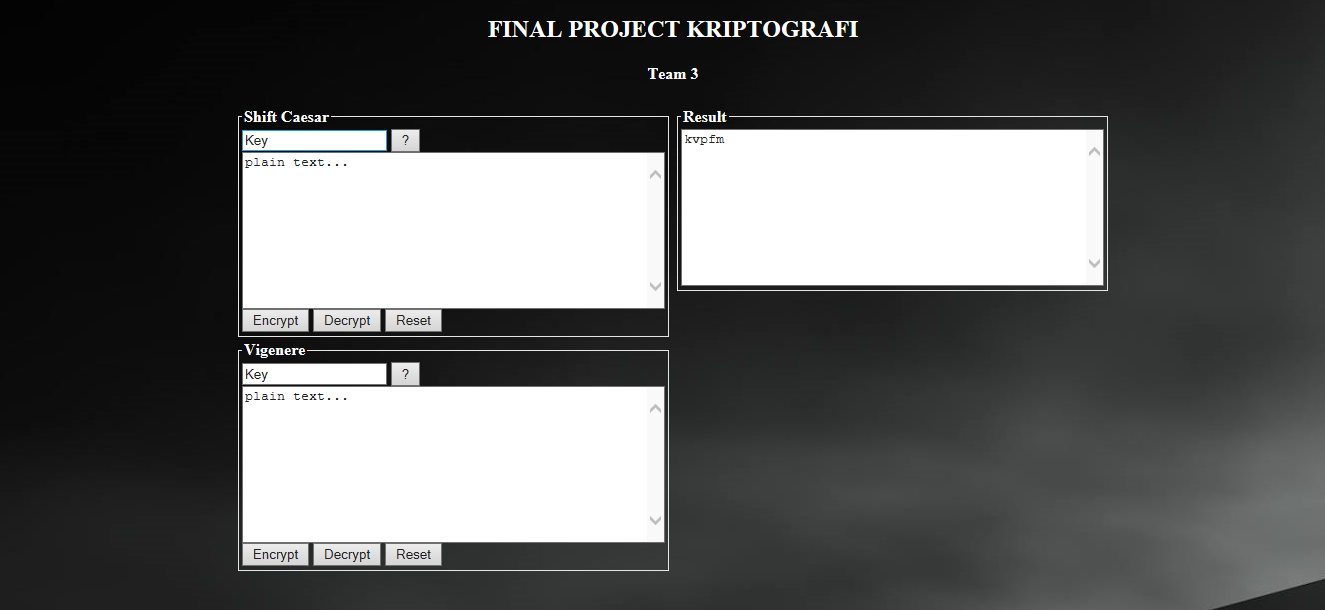 FINAL PROJECT KRIPTOGRAFI
Team 3
Shift Caesar
Key ?
plain text...
Encrypt Decrypt Reset
Vigenere
Key ?
plain text...
Encrypt Decrypt Reset
Result
kvpfm